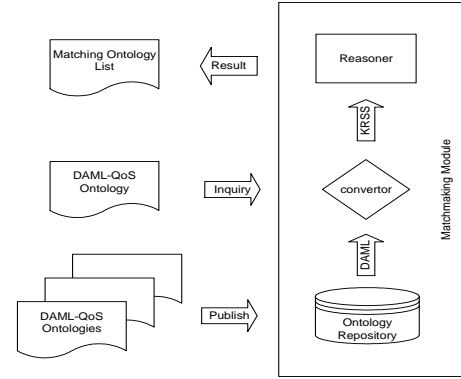 Matching Ontology
List
Result
Reasoner
KRSS
DAML-QoS
Ontology
Inquiry
convertor
Matchmaking Module
DAML
DAML-QoS
Ontologies
Publish
Ontology
Repository